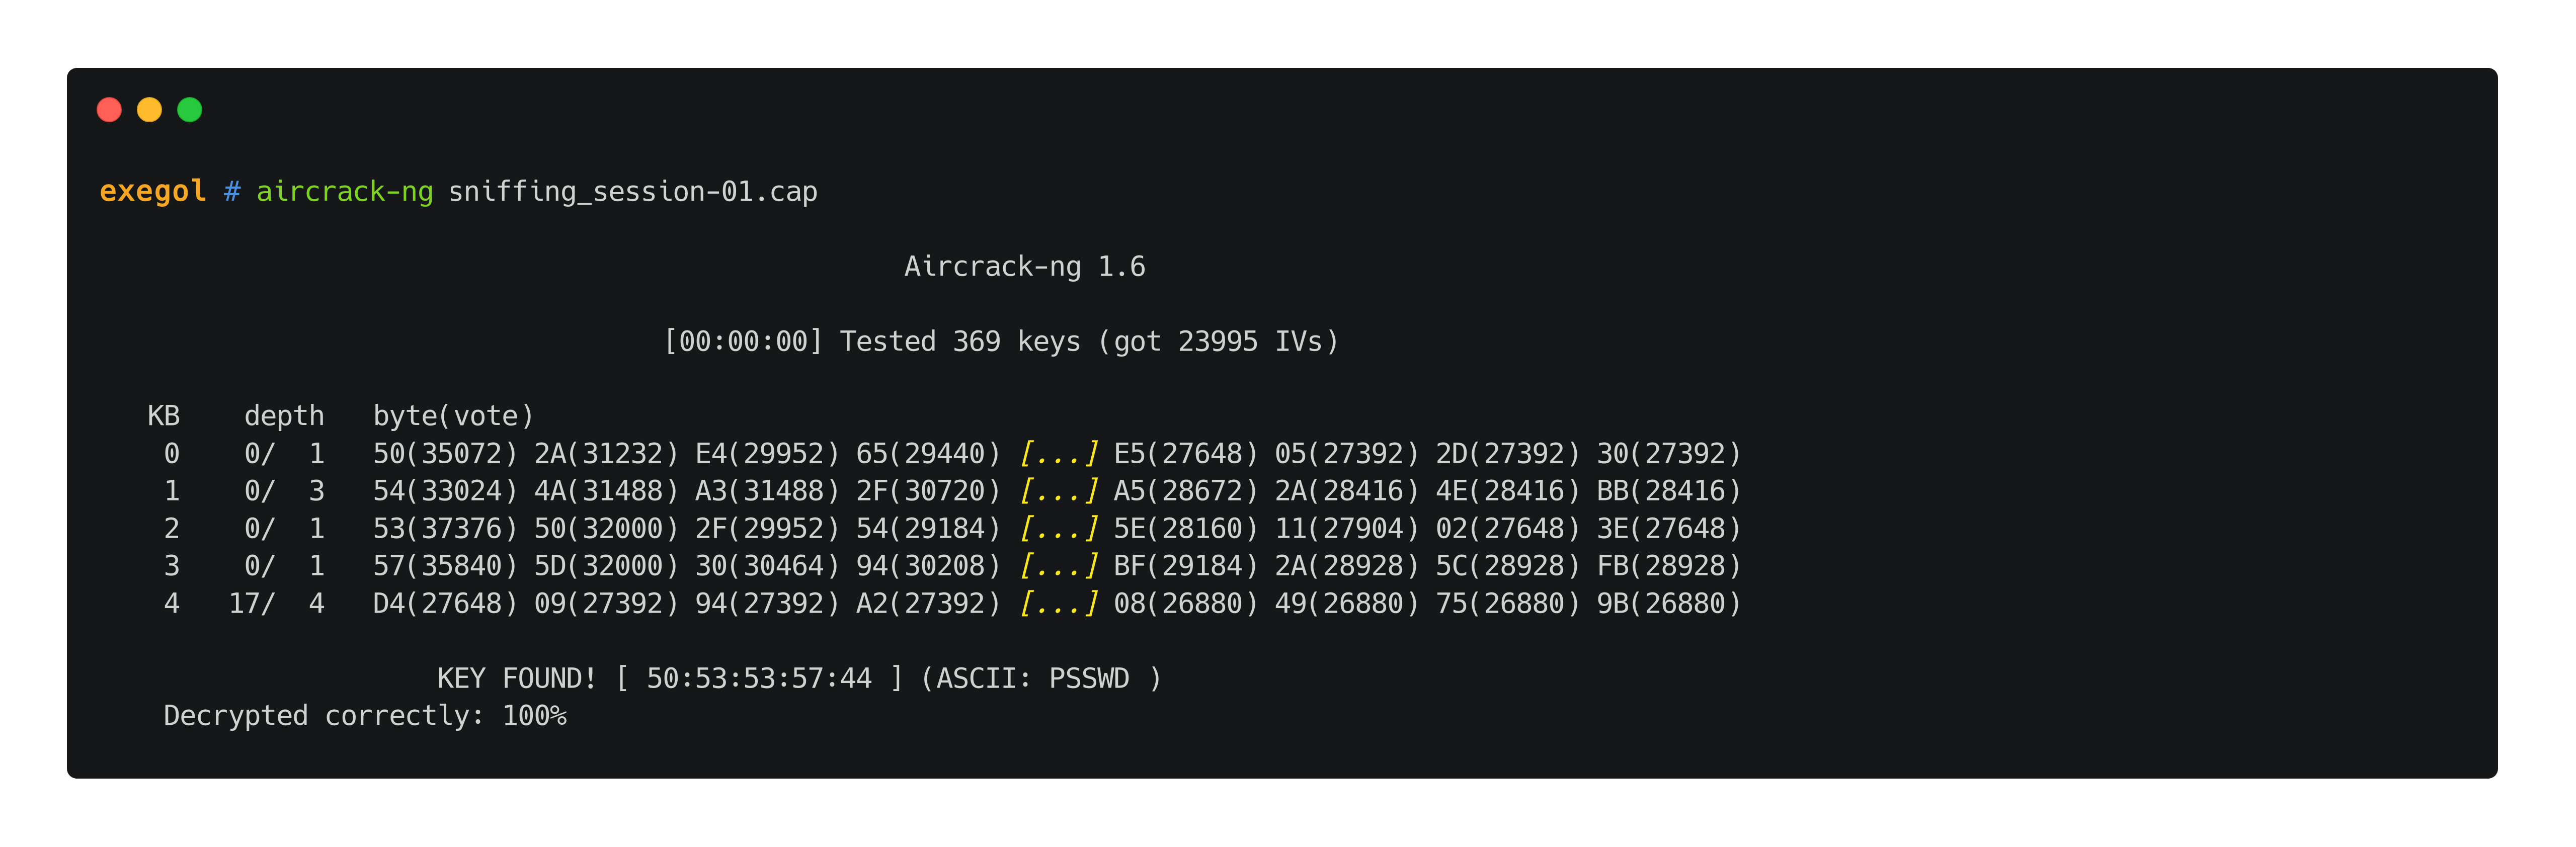 exegol # aircrack-ng sniffing_session-01.cap
Aircrack-ng 1.6
[00:00:00] Tested 369 keys (got 23995 IVs)
KB depth byte(vote)
0 0/ 1 50(35072) 2A(31232) E4(29952) 65(29440) [...] E5(27648) 05(27392) 2D(27392) 30(27392)
1 0/ 3 54(33024) 4A(31488) A3(31488) 2F(30720) [...] A5(28672) 2A(28416) 4E(28416) BB(28416)
2 0/ 1 53(37376) 50(32000) 2F(29952) 54(29184) [...] 5E(28160) 11(27904) 02(27648) 3E(27648)
3 0/ 1 57(35840) 5D(32000) 30(30464) 94(30208) [...] BF(29184) 2A(28928) 5C(28928) FB(28928)
4 17/ 4 D4(27648) 09(27392) 94(27392) A2(27392) [...] 08(26880) 49(26880) 75(26880) 9B(26880)
KEY FOUND! [ 50:53:53:57:44 ] (ASCII: PSSWD )
Decrypted correctly: 100%